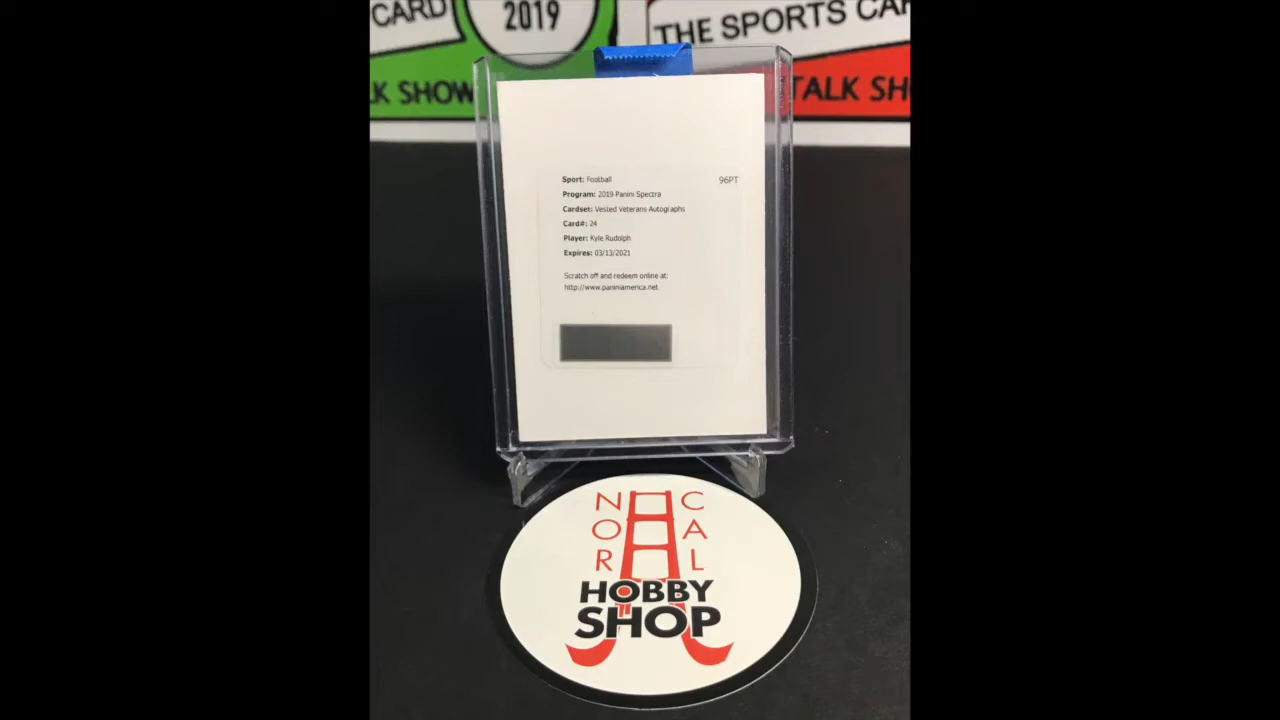 CARD
2019
THE SPORTS CAR
LK SHOW
TALK SHO
Sport: Football
96PT
Program: 2019 Panini Spectra
Cardset: Vested Veterans Autographs
Card#: 24
Player: Kyle Rudolph
Expires: 03/13/2021
Scratch off and redeem online at:
http://www.paniniamerica.net.
NOR
CAL
HOBBY
SHOP